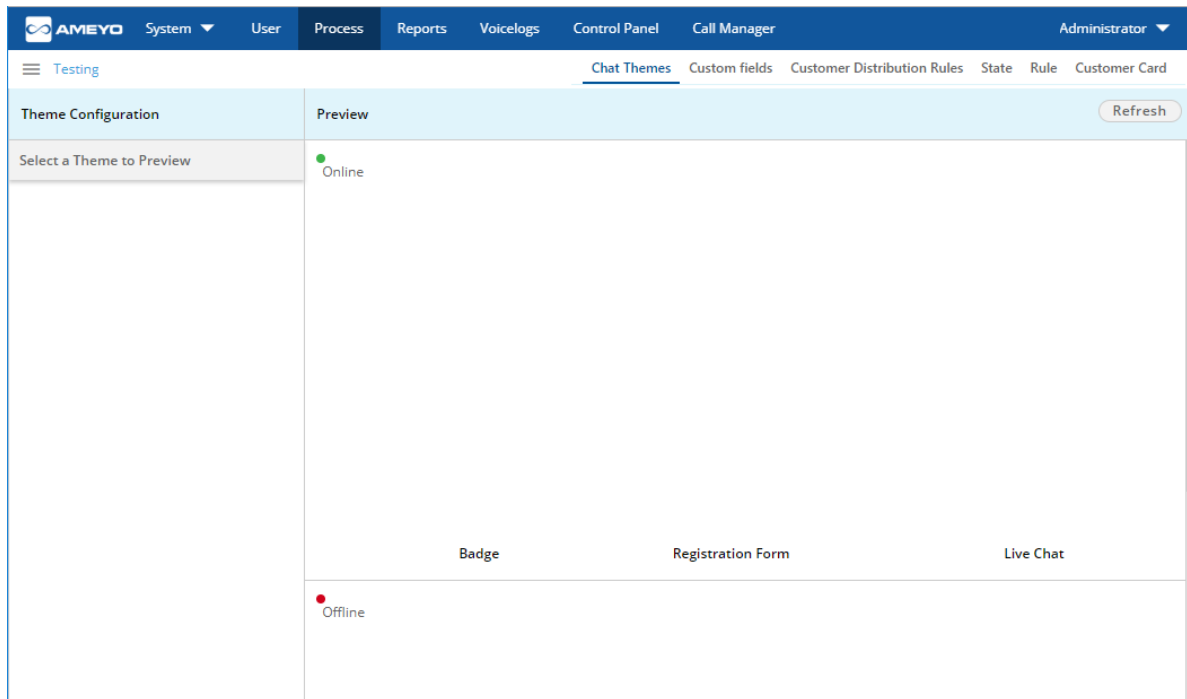 AMEYO System User Process Reports Voicelogs Control Panel Call Manager Administrator
Testing Chat Themes Custom fields Customer Distribution Rules State Rule Customer Card
Theme Configuration Preview Refresh
Select a Theme to Preview
Online
Badge Registration Form Live Chat
Offline